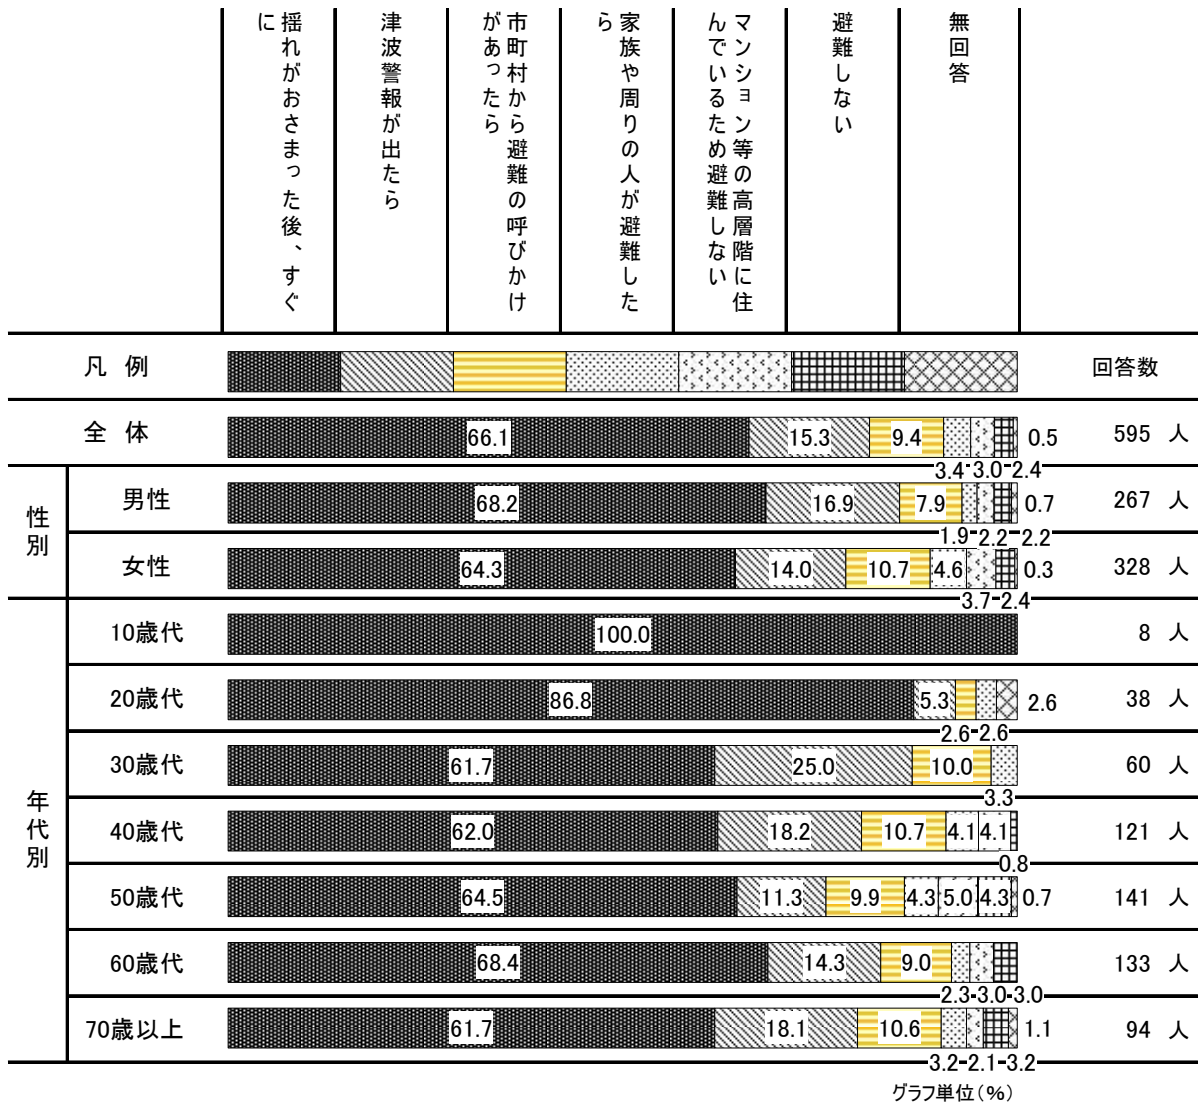 揺れがおさまった後、すぐ
に
津波警報が出たら
市町村から避難の呼びかけ
があったら
家族や周りの人が避難した
ら
マンション等の高層階に住
んでいるため避難しない
避難しない
無回答
凡 例 回答数
全 体 66.1 15.3 9.4 3.4 3.0 2.4 0.5 595 人
性別
男性 68.2 16.9 7.9 1.9 2.2 2.2 0.7 267 人
女性 64.3 14.0 10.7 4.6 3.7 2.4 0.3 328 人
年代別
10歳代 100.0 8 人
20歳代 86.8 5.3 2.6 2.6 2.6 38 人
30歳代 61.7 25.0 10.0 3.3 60 人
40歳代 62.0 18.2 10.7 4.1 4.1 0.8 121 人
50歳代 64.5 11.3 9.9 4.3 5.0 4.3 0.7 141 人
60歳代 68.4 14.3 9.0 2.3 3.0 3.0 133 人
70歳以上 61.7 18.1 10.6 3.2 2.1 3.2 1.1 94 人
グラフ単位（%）